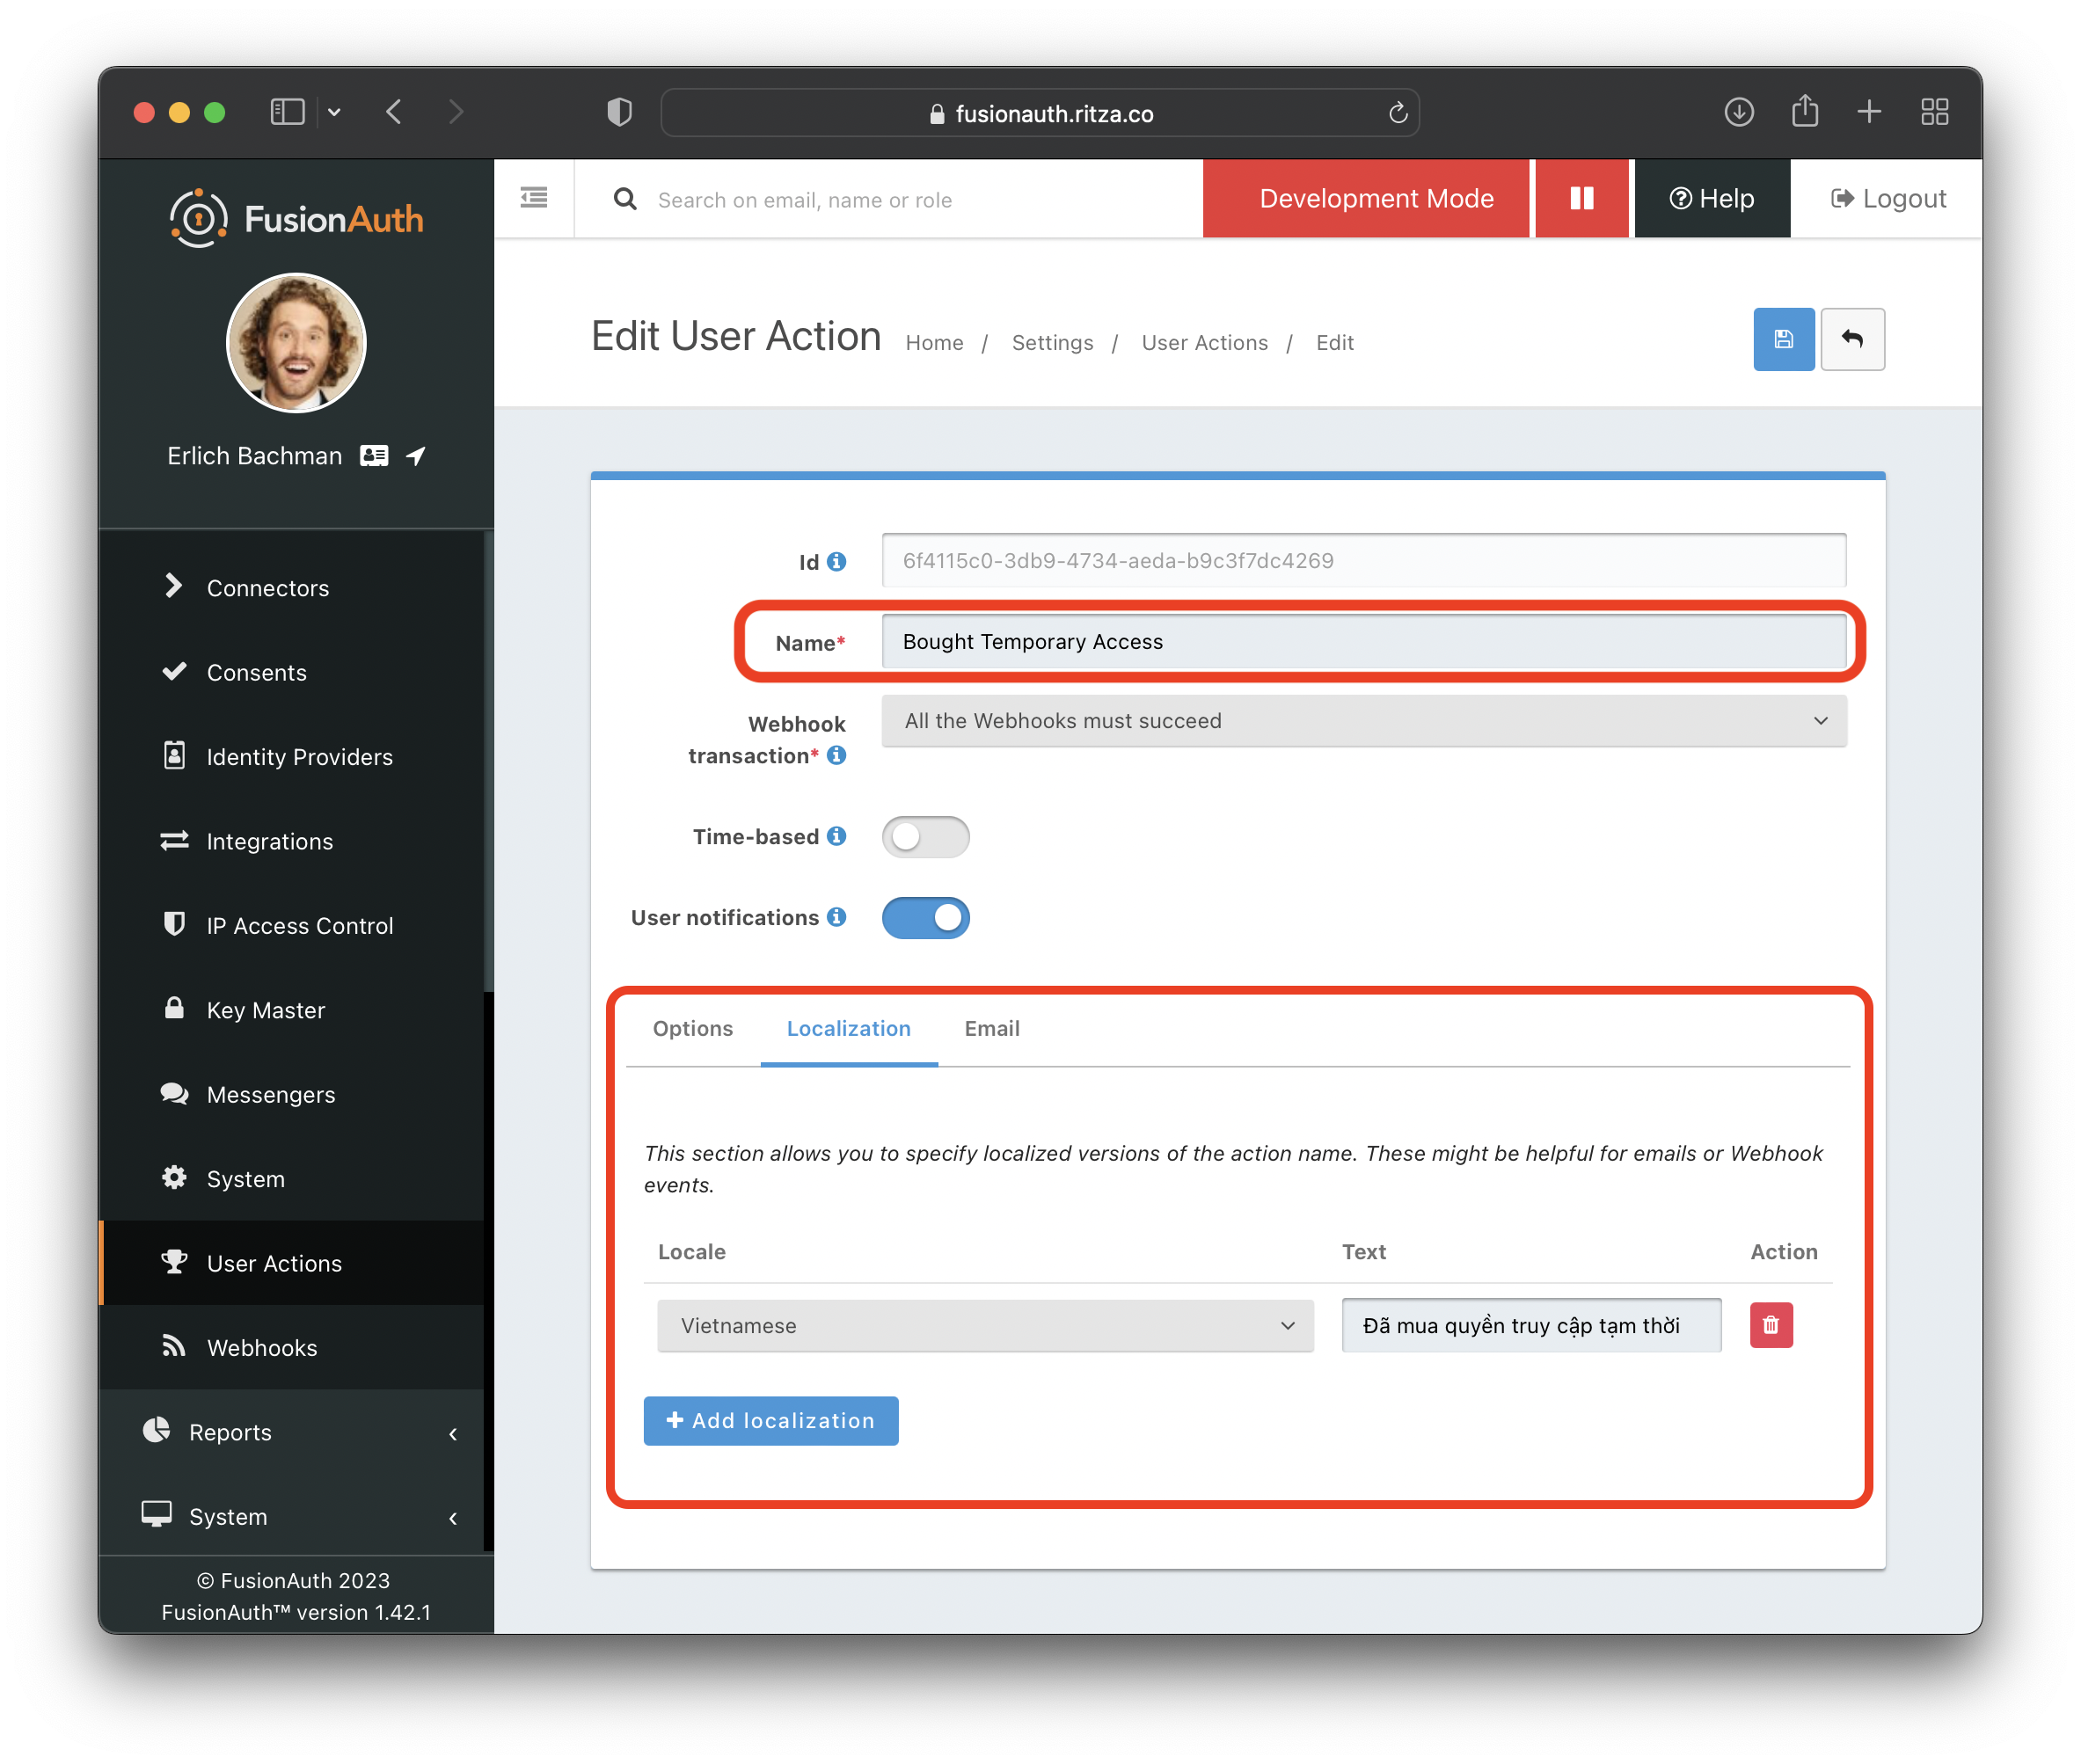 fusionauth.ritza.co
FusionAuth
Search on email, name or role
Development Mode
Help
Logout
Erlich Bachman
Connectors
Consents
Identity Providers
Integrations
IP Access Control
Key Master
Messengers
System
User Actions
Webhooks
Reports
System
© FusionAuth 2023
FusionAuth™ version 1.42.1
Edit User Action
Home / Settings / User Actions / Edit
Id
6f4115c0-3db9-4734-aeda-b9c3f7dc4269
Name*
Bought Temporary Access
Webhook
transaction*
All the Webhooks must succeed
Time-based
User notifications
Options Localization Email
This section allows you to specify localized versions of the action name. These might be helpful for emails or Webhook
events.
Locale Text Action
Vietnamese Đã mua quyền truy cập tạm thời
Add localization